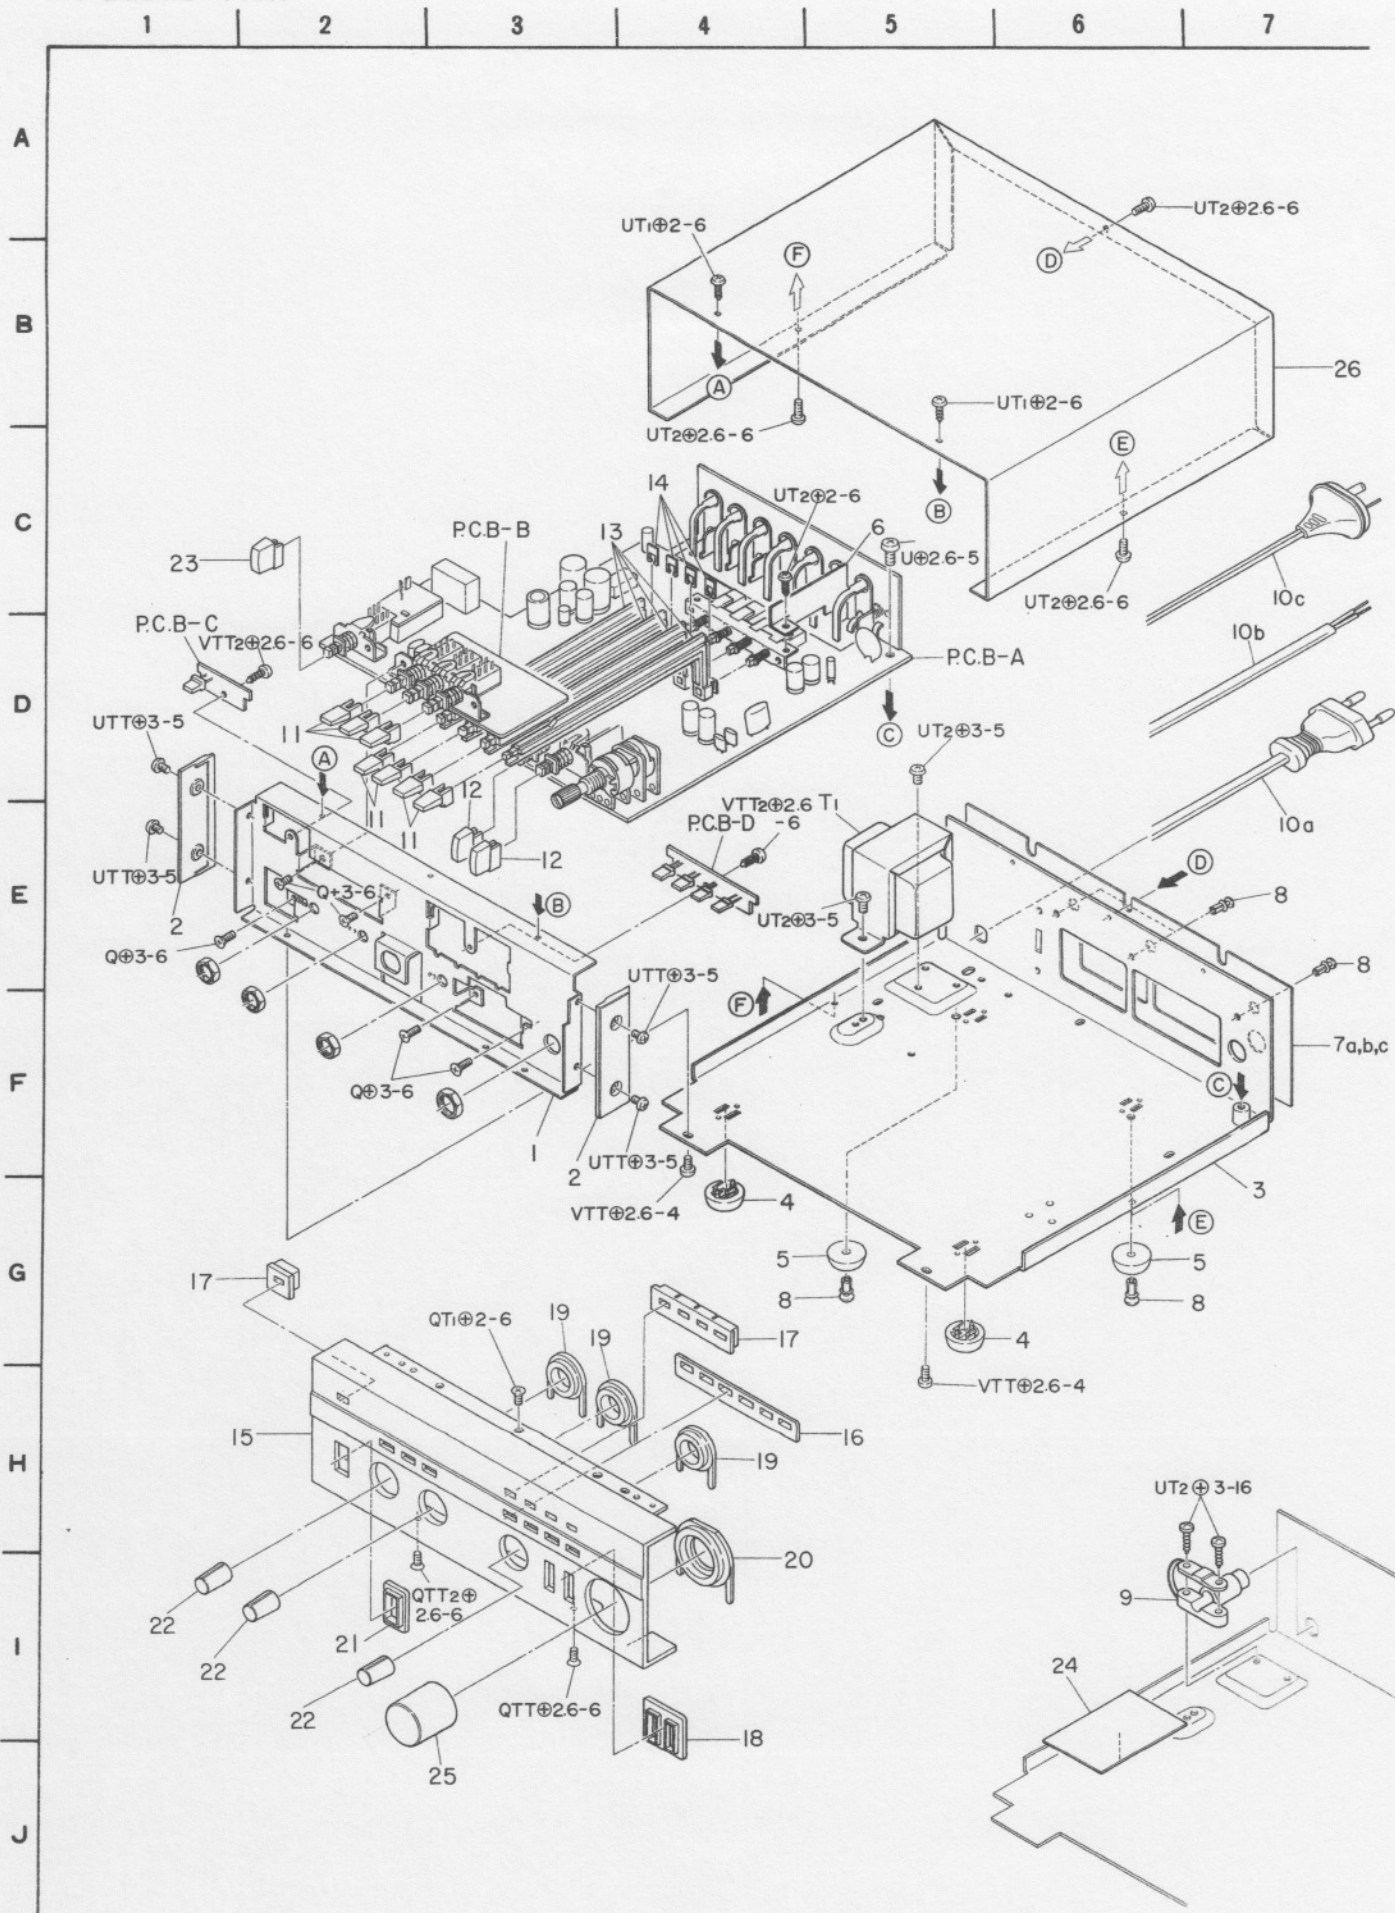 1 2 3 4 5 6 7
A
UT2⊕2.6-6
UT1⊕2-6
F
D
B
26
A
UT1⊕2-6
UT2⊕2.6-6
E
14
UT2⊕2-6
C
P.C.B-B
13
6
B
U⊕2.6-5
23
UT2⊕2.6-6
10c
P.C.B-C
VTT2⊕2.6-6
10b
P.C.B-A
D
UTT⊕3-5
11
C
UT2⊕3-5
A
12
VTT2⊕2.6
-6
T1
11
11
P.C.B-D
10a
12
UTT⊕3-5
D
E
Q+3-6
8
2
B
UT2⊕3-5
Q⊕3-6
8
UTT⊕3-5
F
7a,b,c
F
Q⊕3-6
C
1
2
UTT⊕3-5
3
VTT⊕2.6-4
4
E
5
5
G
17
8
8
QT1⊕2-6
19
19
17
4
VTT⊕2.6-4
15
16
H
19
UT2⊕3-16
20
QTT2⊕
2.6-6
9
22
21
I
22
24
22
QTT⊕2.6-6
18
25
J